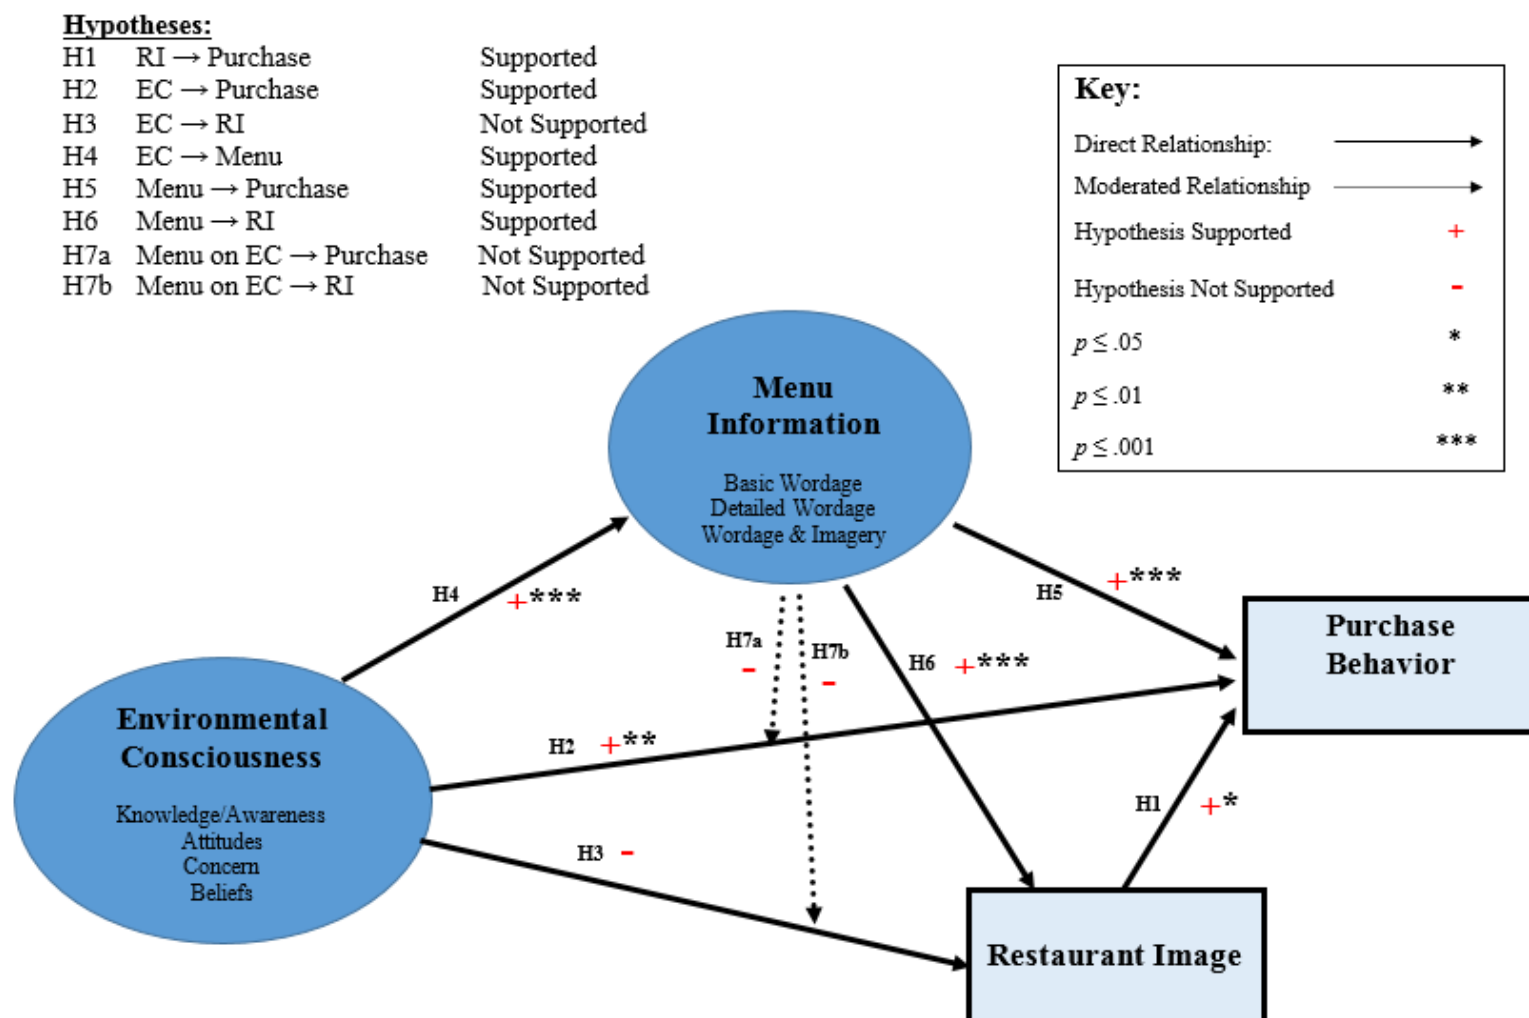 Hypotheses:
H1 RI → Purchase Supported
H2 EC → Purchase Supported
H3 EC → RI Not Supported
H4 EC → Menu Supported
H5 Menu → Purchase Supported
H6 Menu → RI Supported
H7a Menu on EC → Purchase Not Supported
H7b Menu on EC → RI Not Supported
Key:
Direct Relationship:
Moderated Relationship
Hypothesis Supported +
Hypothesis Not Supported -
p ≤ .05 *
p ≤ .01 **
p ≤ .001 ***
Menu
Information
Basic Wordage
Detailed Wordage
Wordage & Imagery
H4 +***
H5 +***
H7a -
H7b -
H6 +***
Purchase
Behavior
Environmental
Consciousness
Knowledge/Awareness
Attitudes
Concern
Beliefs
H2 +**
H1 +*
H3 -
Restaurant Image